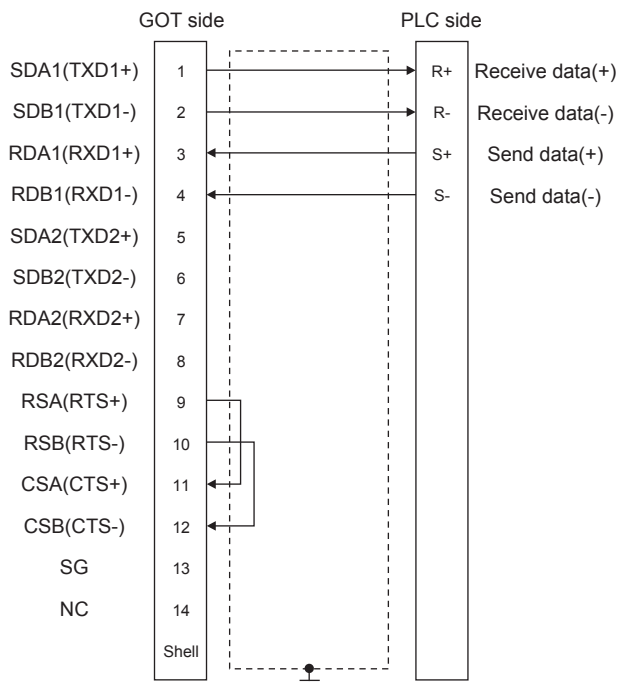 GOT side PLC side
SDA1(TXD1+) 1 R+ Receive data(+)
SDB1(TXD1-) 2 R- Receive data(-)
RDA1(RXD1+) 3 S+ Send data(+)
RDB1(RXD1-) 4 S- Send data(-)
SDA2(TXD2+) 5
SDB2(TXD2-) 6
RDA2(RXD2+) 7
RDB2(RXD2-) 8
RSA(RTS+) 9
RSB(RTS-) 10
CSA(CTS+) 11
CSB(CTS-) 12
SG 13
NC 14
Shell